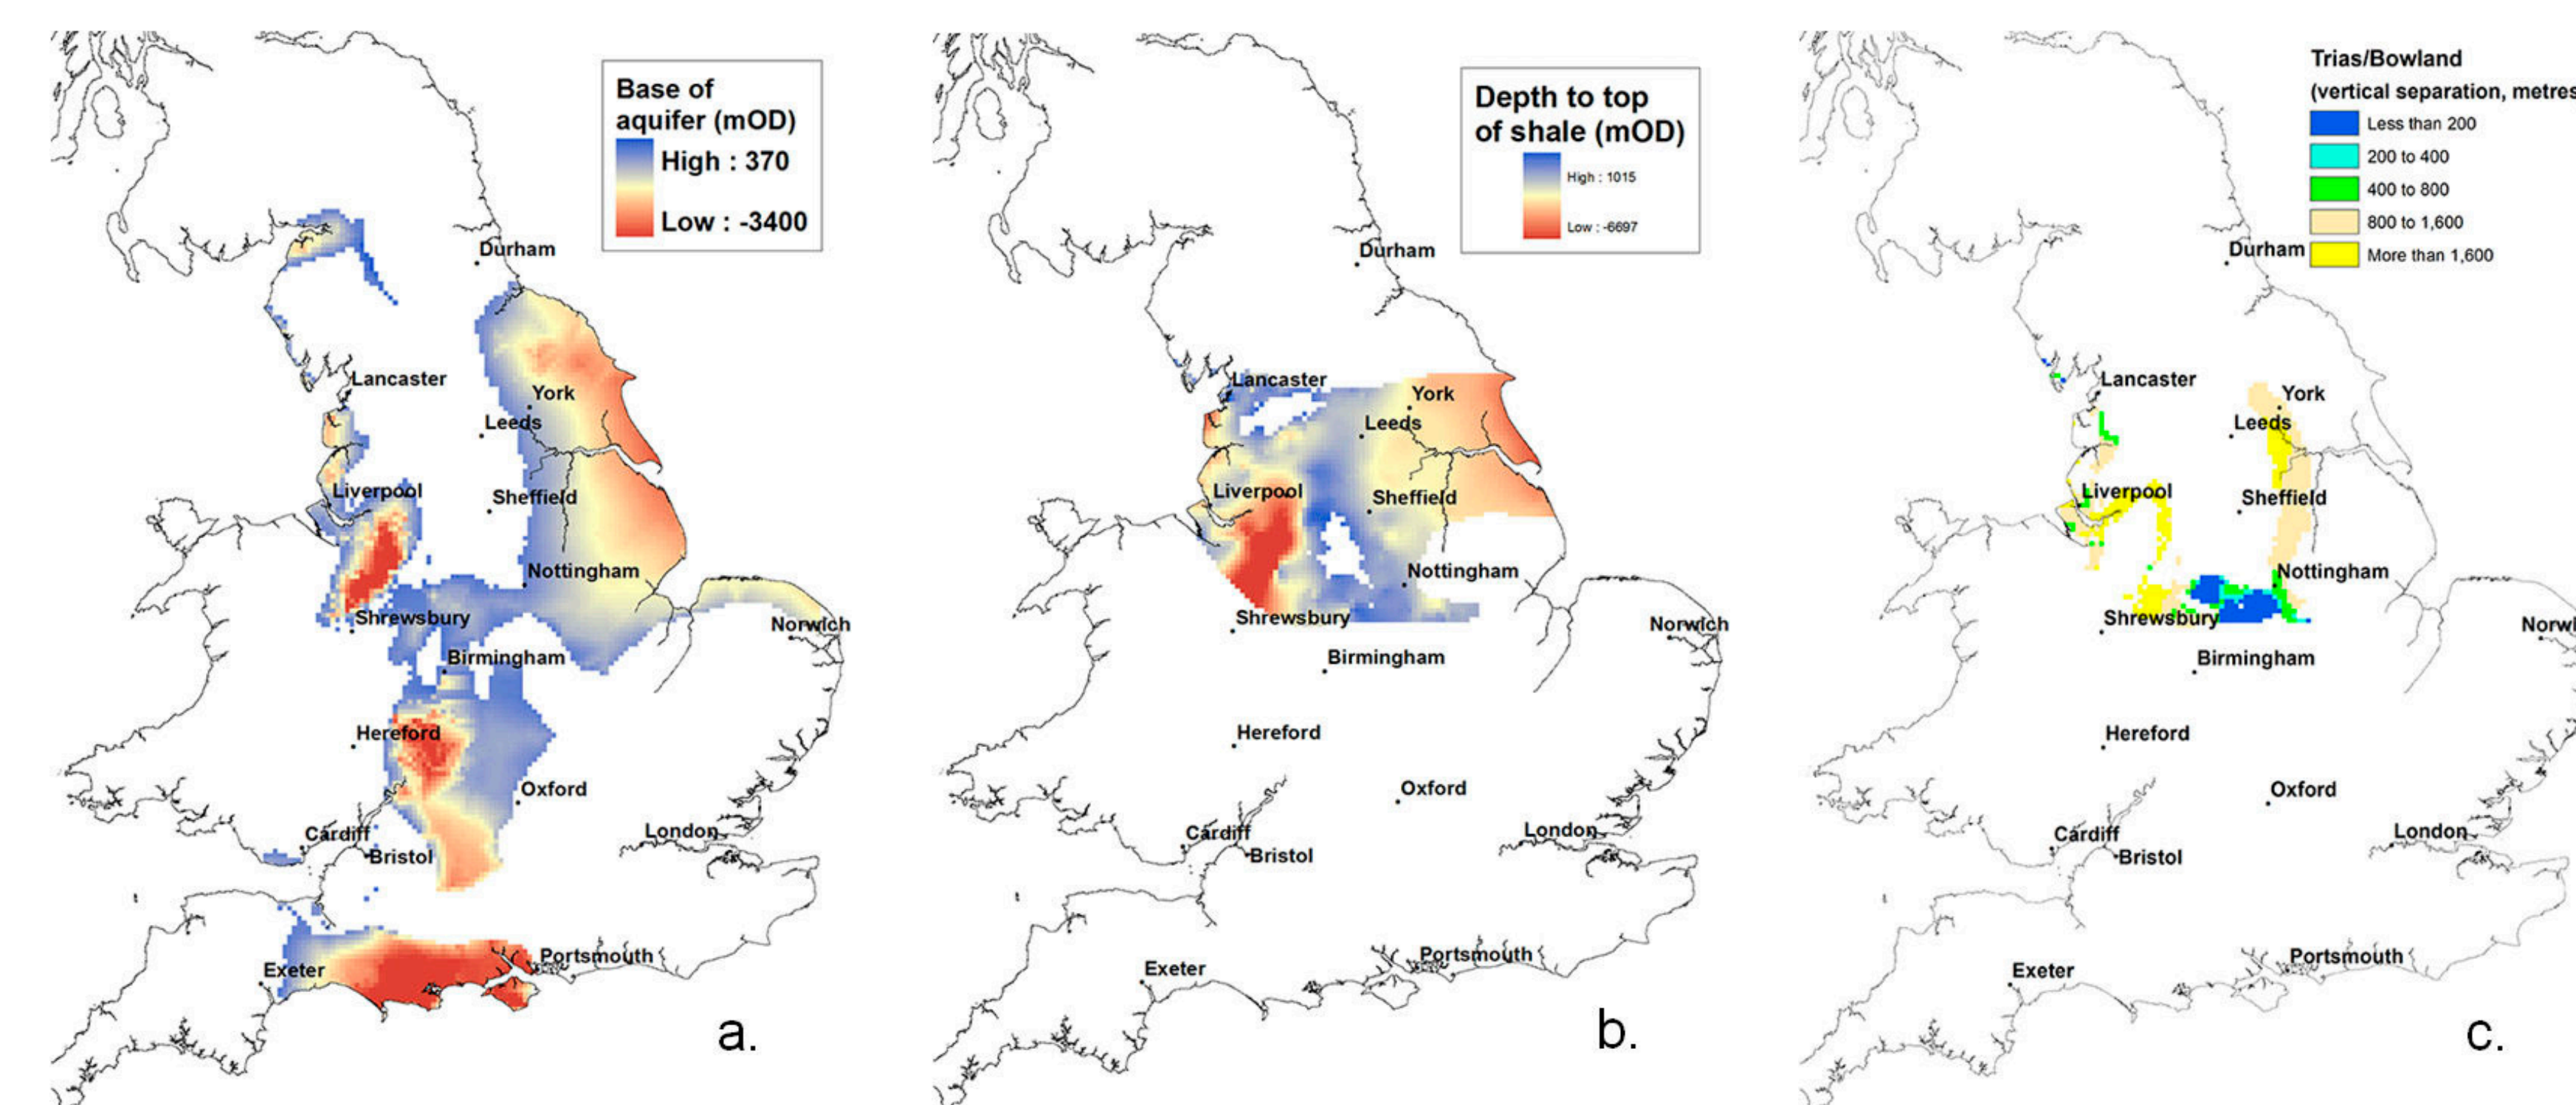 Base of
aquifer (mOD)
High : 370
Low : -3400
Durham
Lancaster
York
Leeds
Liverpool
Sheffield
Nottingham
Shrewsbury
Norwich
Birmingham
Hereford
Oxford
Cardiff
London
Bristol
Portsmouth
Exeter
a.
Depth to top
of shale (mOD)
High : 1015
Low : -6697
Durham
Lancaster
York
Leeds
Liverpool
Sheffield
Nottingham
Shrewsbury
Norwich
Birmingham
Hereford
Oxford
Cardiff
London
Bristol
Portsmouth
Exeter
b.
Trias/Bowland
(vertical separation, metres
Less than 200
200 to 400
400 to 800
800 to 1,600
More than 1,600
Durham
Lancaster
York
Leeds
Liverpool
Sheffield
Nottingham
Shrewsbury
Norwi
Birmingham
Hereford
Oxford
Cardiff
London
Bristol
Portsmouth
Exeter
c.